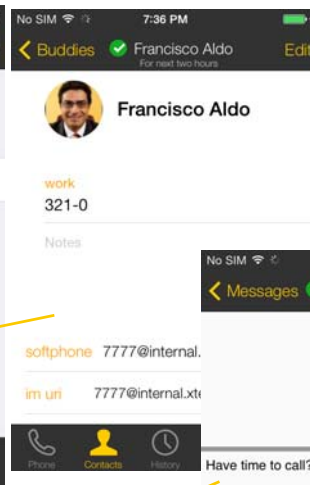 No SIM 7:36 PM
Buddies Francisco Aldo Edit
For next two hours
Francisco Aldo
work
321-0
Notes
No SIM
Messages
softphone 7777@internal.
im uri 7777@internal.xte
Phone Contacts History
Have time to call?